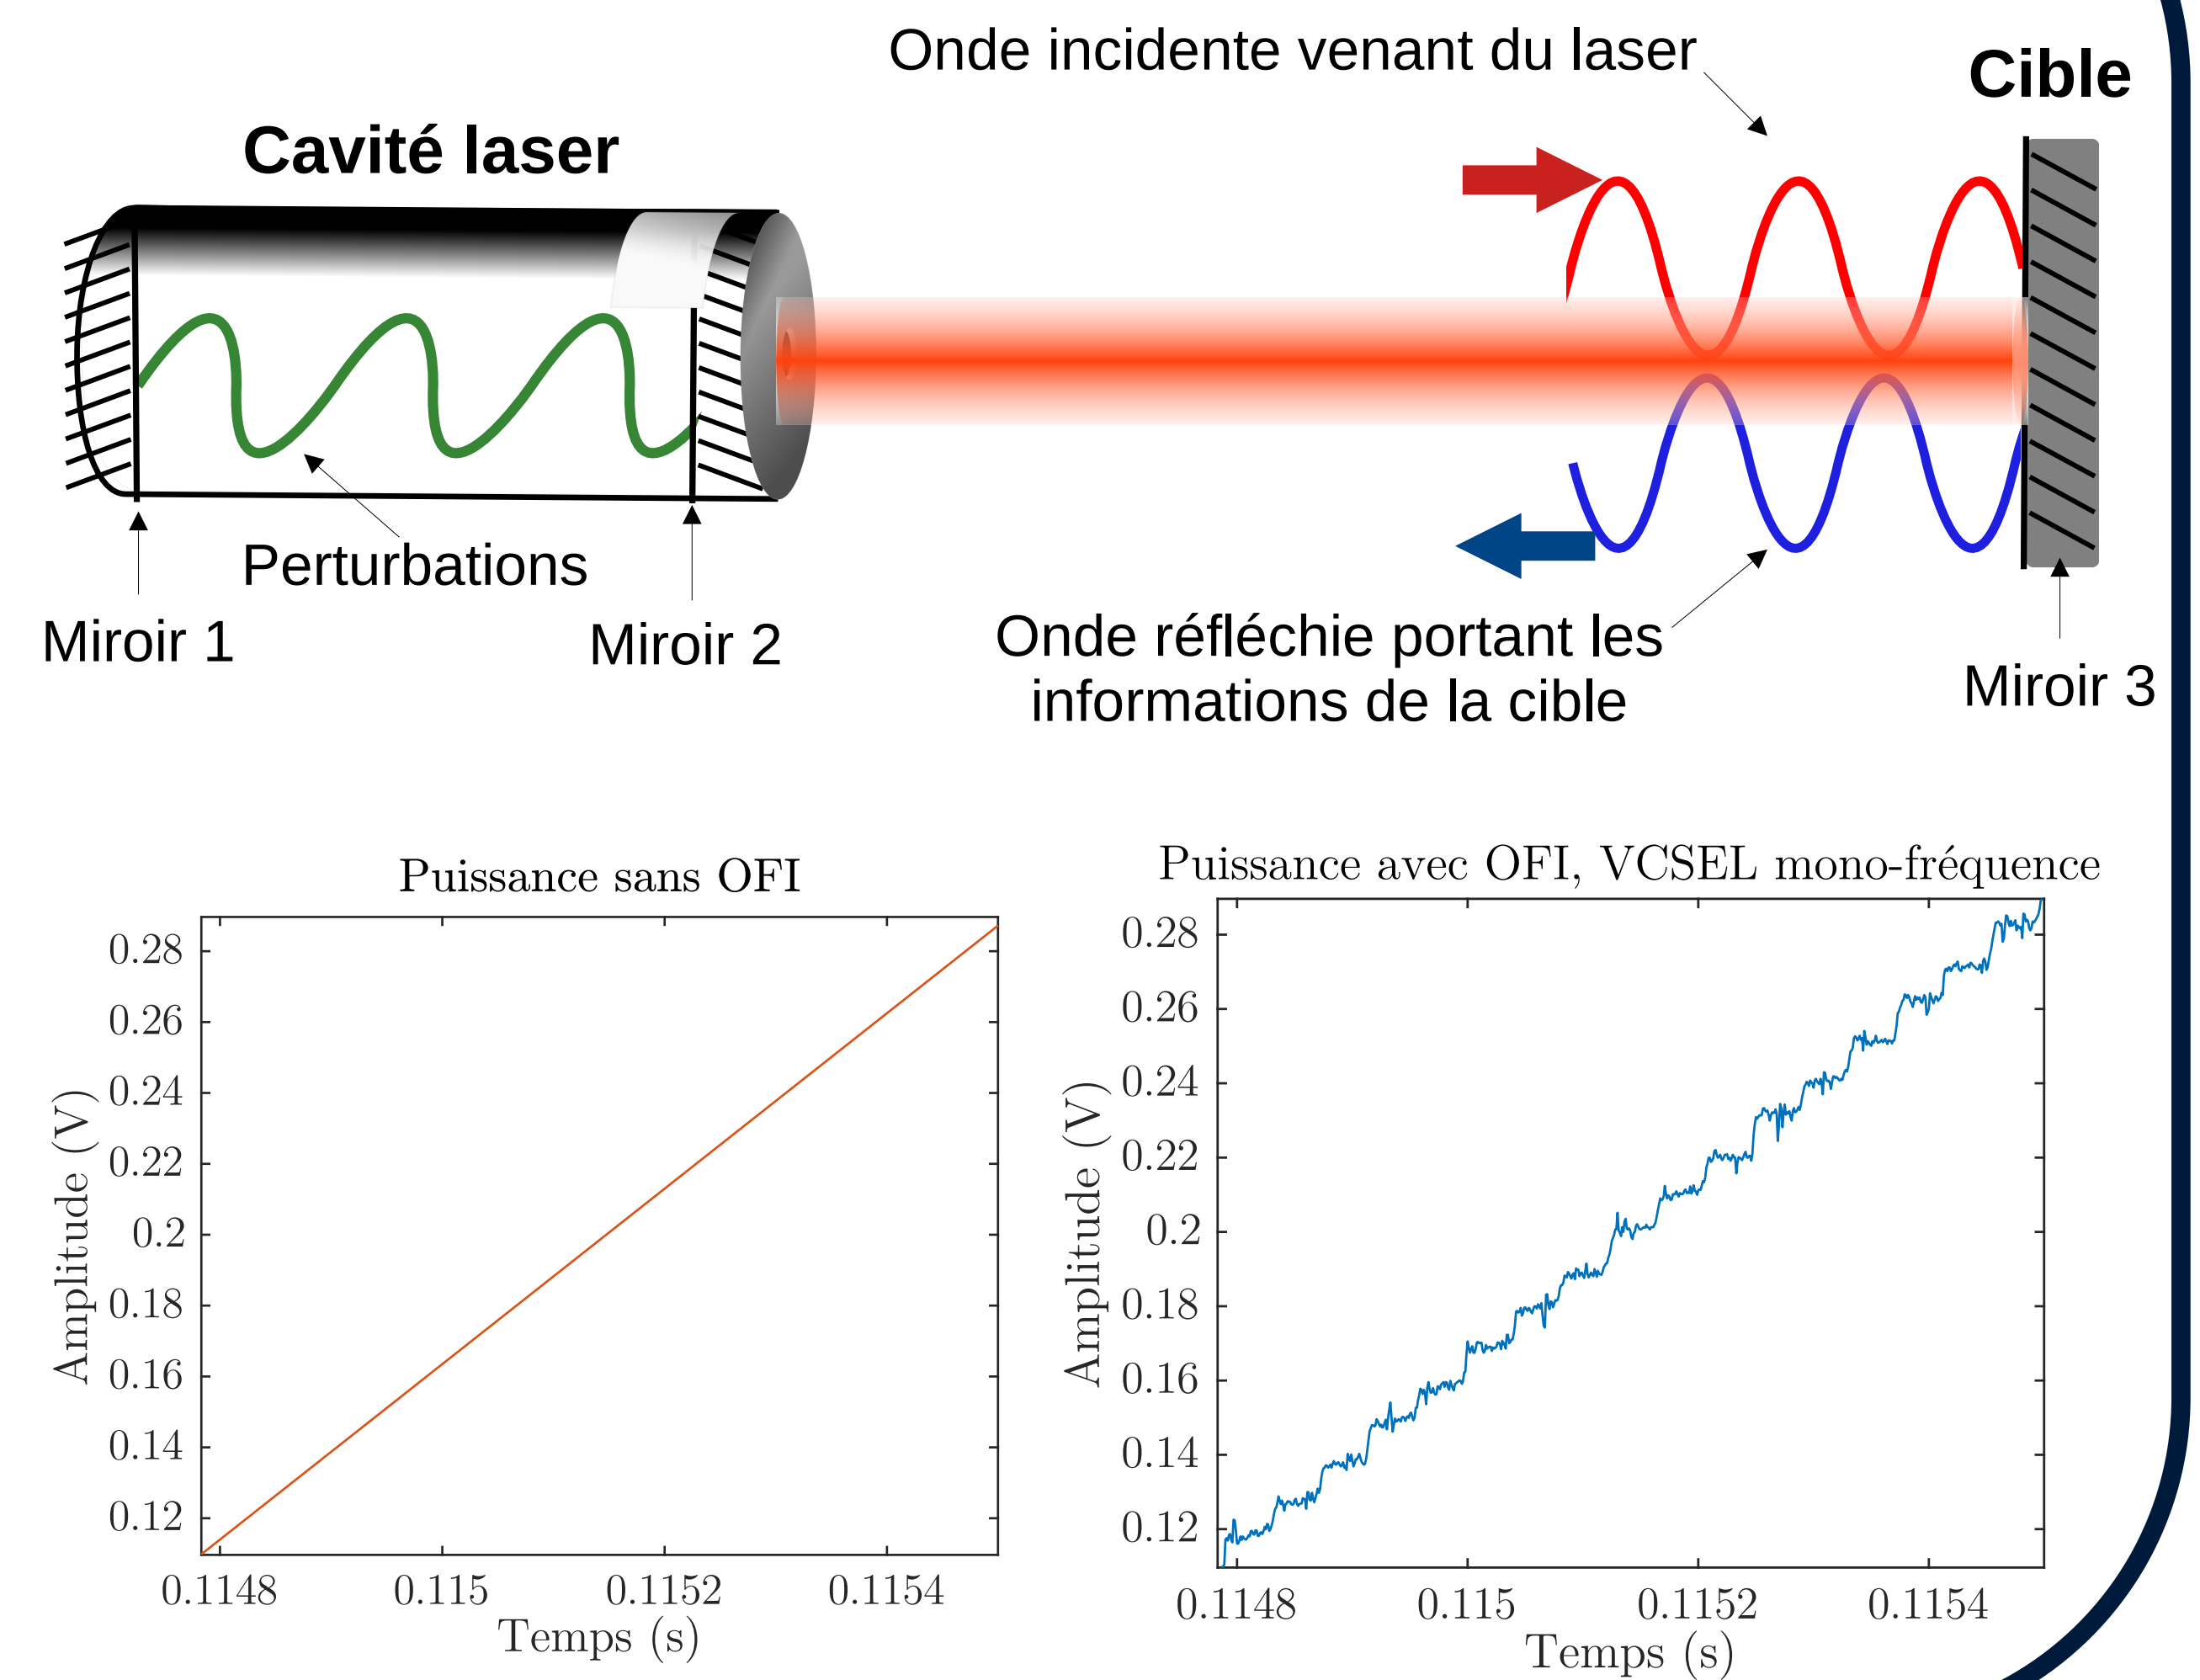 Onde incidente venant du laser
Cible
Cavité laser
Perturbations
Miroir 1
Miroir 2
Onde réfléchie portant les
informations de la cible
Miroir 3
Puissance sans OFI
0.28
0.26
0.24
0.22
0.2
0.18
0.16
0.14
0.12
Amplitude (V)
0.1148 0.115 0.1152 0.1154
Temps (s)
Puissance avec OFI, VCSEL mono-fréquence
0.28
0.26
0.24
0.22
0.2
0.18
0.16
0.14
0.12
Amplitude (V)
0.1148 0.115 0.1152 0.1154
Temps (s)